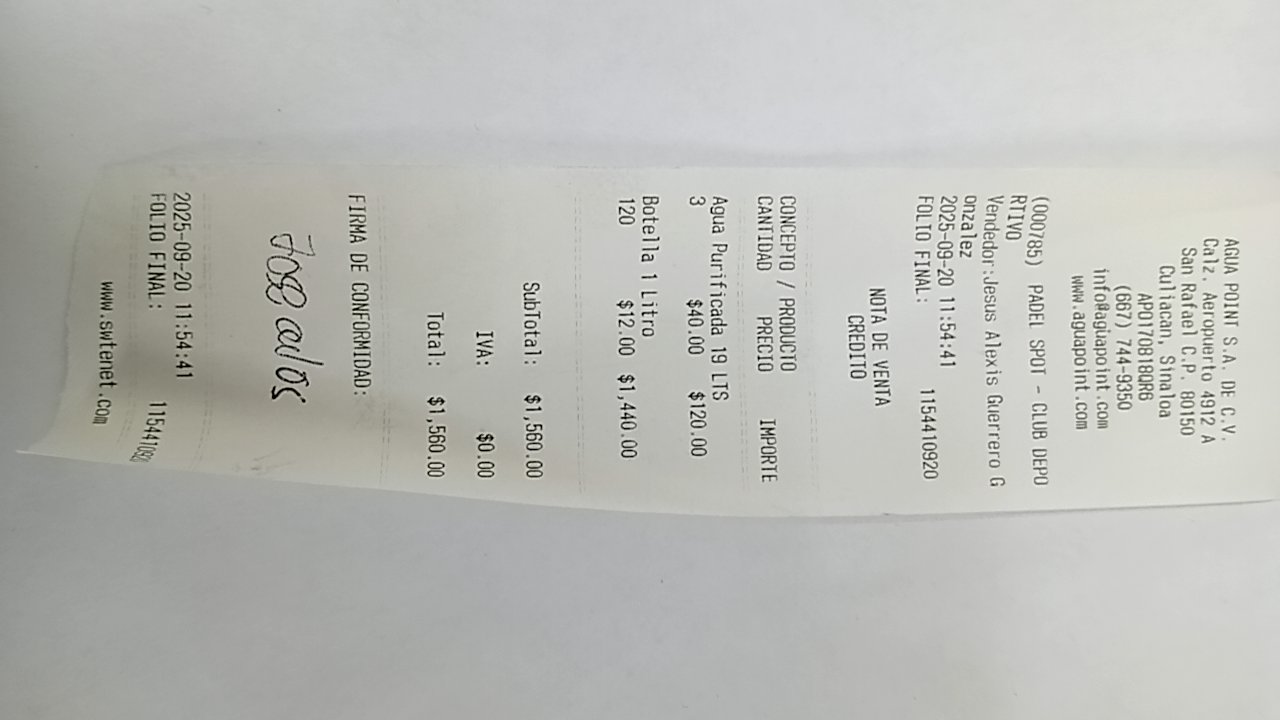 AGUA POINT S.A. DE C.V.
Calz. Aeropuerto 4912 A
San Rafael C.P. 80150
Culiacan, Sinaloa
APO170818QR6
(667) 744-9350
info@aguapoint.com
www.aguapoint.com
(000785) PADEL SPOT - CLUB DEPO
RTIVO
Vendedor:Jesus Alexis Guerrero G
onzalez
2025-09-20 11:54:41
FOLIO FINAL: 1154410920
NOTA DE VENTA
CREDITO
CONCEPTO / PRODUCTO
CANTIDAD PRECIO IMPORTE
Agua Purificada 19 LTS
3 $40.00 $120.00
Botella 1 Litro
120 $12.00 $1,440.00
SubTotal: $1,560.00
IVA: $0.00
Total: $1,560.00
FIRMA DE CONFORMIDAD:
Jose calos
2025-09-20 11:54:41
FOLIO FINAL: 1154410920
www.swtenet.com